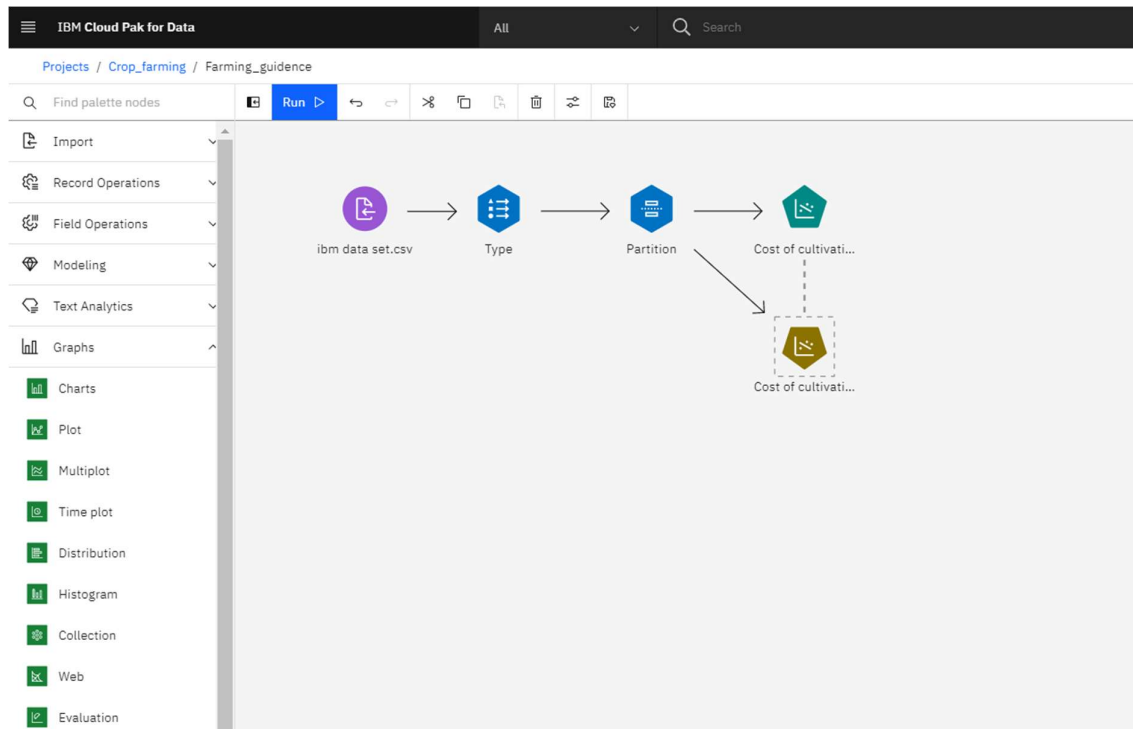 IBM Cloud Pak for Data
All
Search
Projects / Crop_farming / Farming_guidence
Find palette nodes
Run
Import
Record Operations
Field Operations
Modeling
Text Analytics
Graphs
Charts
Plot
Multiplot
Time plot
Distribution
Histogram
Collection
Web
Evaluation
ibm data set.csv
Type
Partition
Cost of cultivati...
Cost of cultivati...